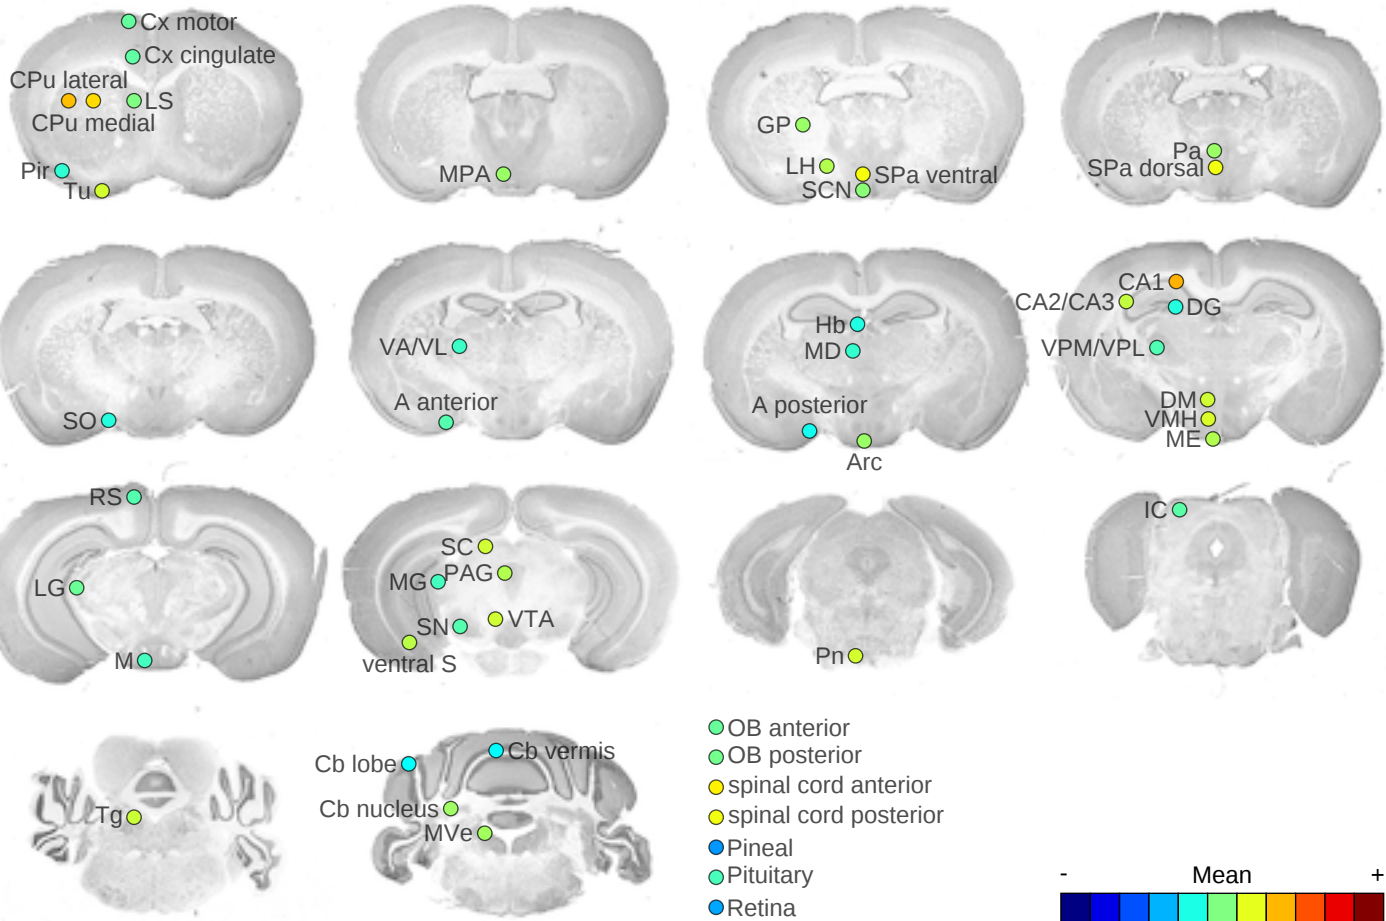 Cx motor
Cx cingulate
CPu lateral
LS
CPu medial
Pir
Tu
MPA
GP
LH
SPa ventral
SCN
Pa
SPa dorsal
SO
VA/VL
A anterior
Hb
MD
A posterior
Arc
CA1
CA2/CA3
DG
VPM/VPL
DM
VMH
ME
RS
LG
M
SC
PAG
MG
SN
VTA
ventral S
Pn
IC
Tg
Cb vermis
Cb lobe
Cb nucleus
MVe
OB anterior
OB posterior
spinal cord anterior
spinal cord posterior
Pineal
Pituitary
Retina
- Mean +